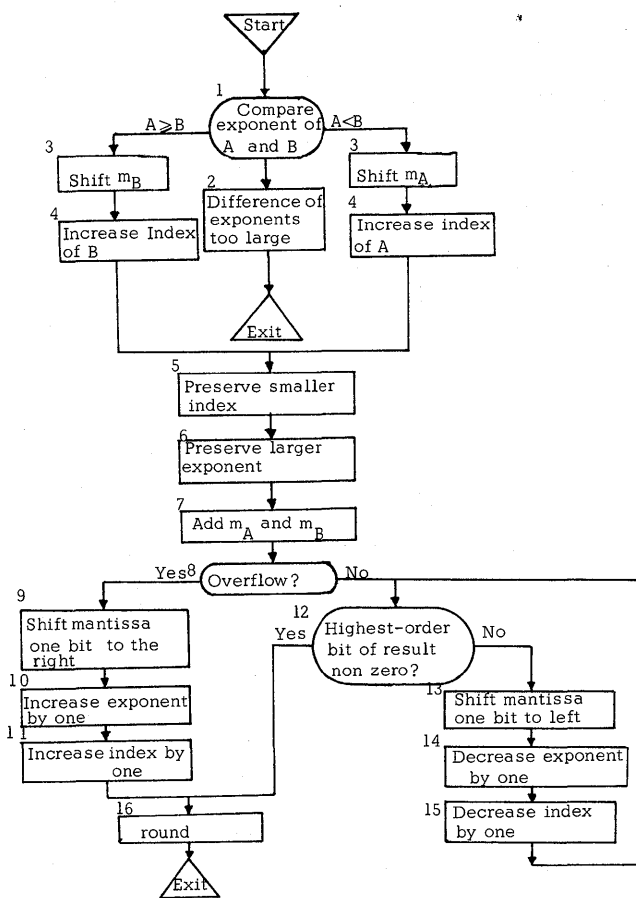 Start
1
Compare
exponent of
A and B
A≥B
A<B
3
Shift mB
4
Increase Index
of B
2
Difference of
exponents
too large
Exit
3
Shift mA
4
Increase index
of A
5
Preserve smaller
index
6
Preserve larger
exponent
7
Add mA and mB
8
Overflow?
Yes
No
9
Shift mantissa
one bit to the
right
10
Increase exponent
by one
11
Increase index by
one
12
Highest-order
bit of result
non zero?
Yes
No
13
Shift mantissa
one bit to left
14
Decrease exponent
by one
15
Decrease index
by one
16
round
Exit